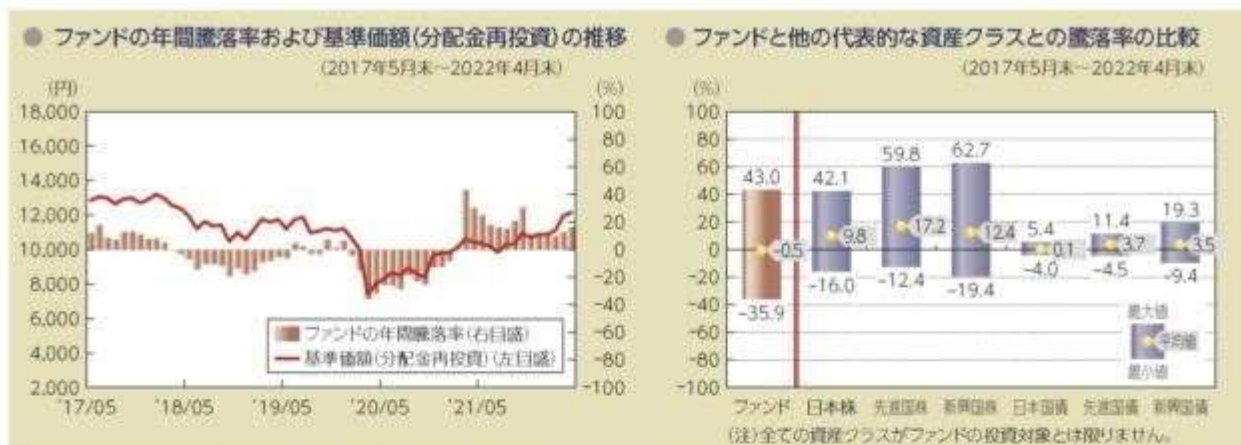 ● ファンドの年間騰落率および基準価額(分配金再投資)の推移
(2017年5月末～2022年4月末)
(円)
(%)
18,000
16,000
14,000
12,000
10,000
8,000
6,000
4,000
2,000
100
80
60
40
20
0
-20
-40
-60
-80
-100
ファンドの年間騰落率(右目盛)
基準価額(分配金再投資)(左目盛)
'17/05 '18/05 '19/05 '20/05 '21/05
● ファンドと他の代表的な資産クラスとの騰落率の比較
(2017年5月末～2022年4月末)
(%)
100
80
60
40
20
0
-20
-40
-60
-80
-100
43.0 42.1 59.8 62.7 5.4 11.4 19.3
-0.5 9.8 17.2 12.4 0.1 3.7 3.5
-35.9 -16.0 -12.4 -19.4 -4.0 -4.5 -9.4
最大値
平均値
最小値
ファンド 日本株 先進国株 新興国株 日本国債 先進国債 新興国債
(注)全ての資産クラスがファンドの投資対象とは限りません。